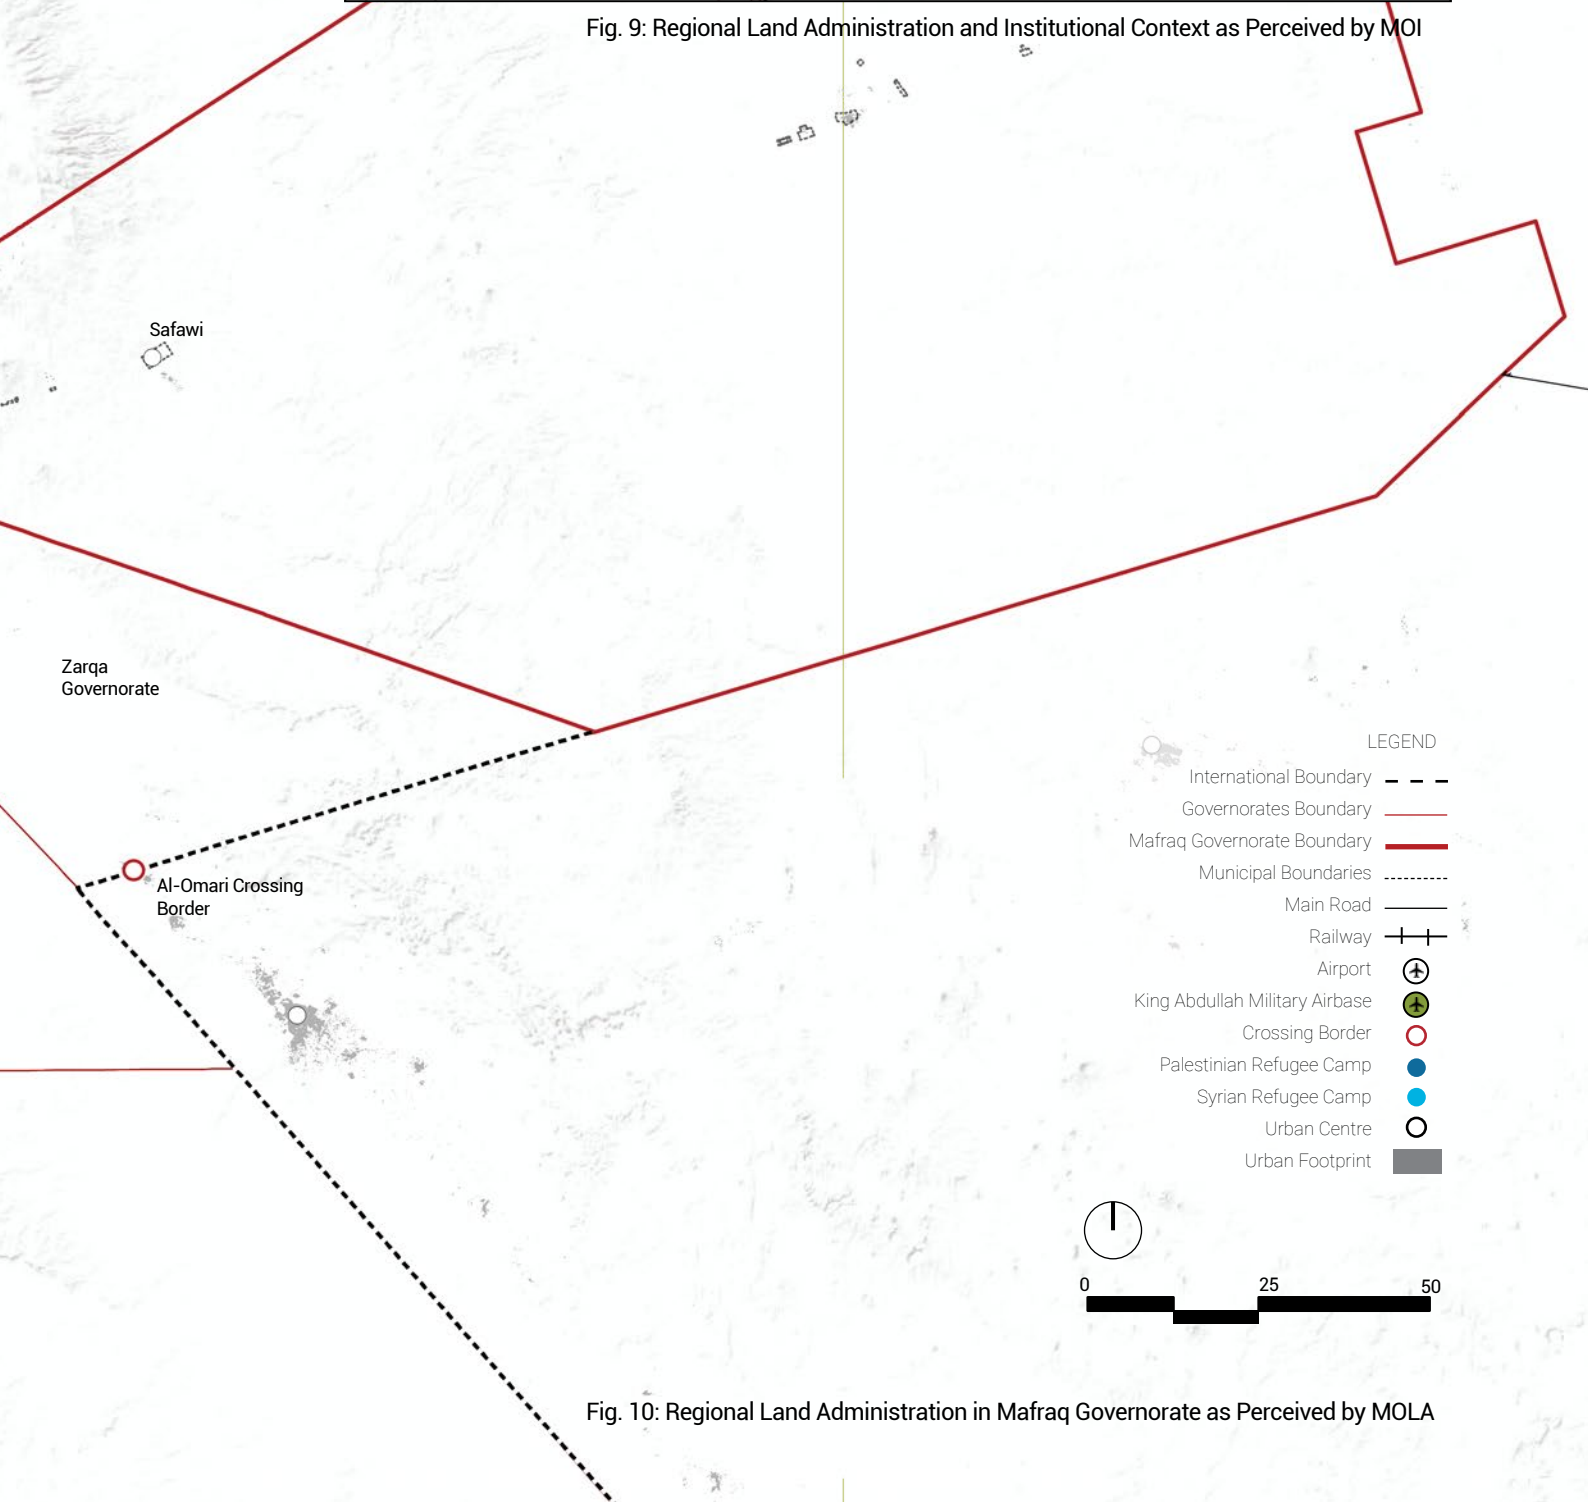 Fig. 9: Regional Land Administration and Institutional Context as Perceived by MOI
Safawi
Zarqa
Governorate
Al-Omari Crossing
Border
LEGEND
International Boundary
Governorates Boundary
Mafraq Governorate Boundary
Municipal Boundaries
Main Road
Railway
Airport
King Abdullah Military Airbase
Crossing Border
Palestinian Refugee Camp
Syrian Refugee Camp
Urban Centre
Urban Footprint
0 25 50
Fig. 10: Regional Land Administration in Mafraq Governorate as Perceived by MOLA